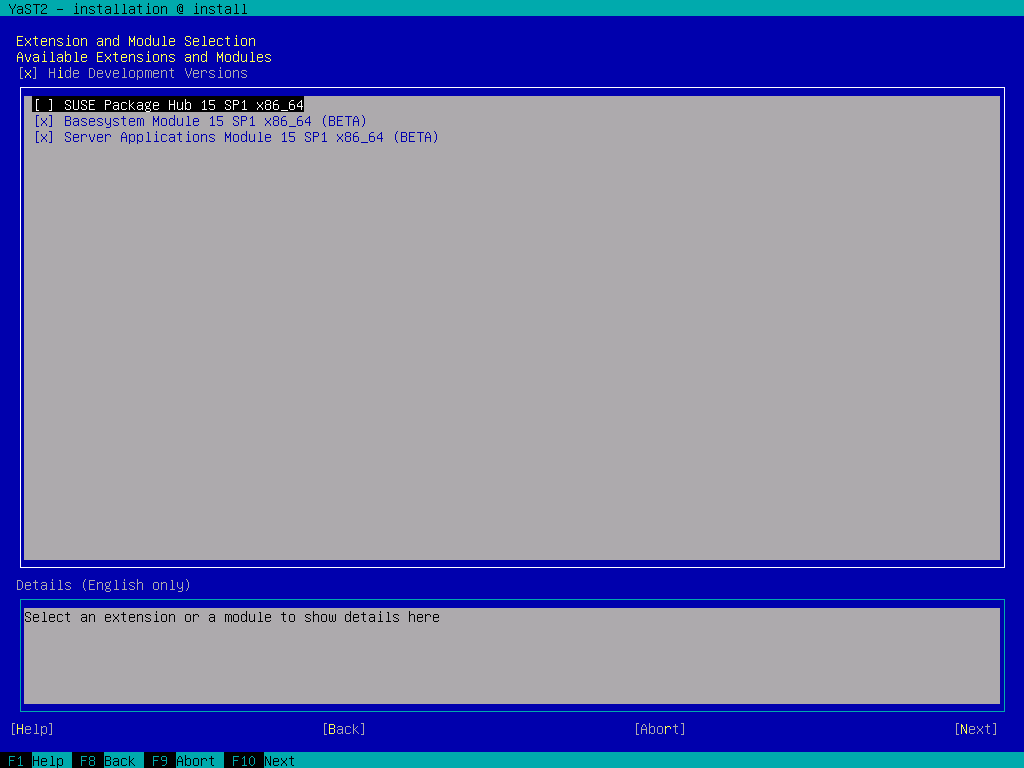 YaST2 - installation @ install
Extension and Module Selection
Available Extensions and Modules
[x] Hide Development Versions
[ ] SUSE Package Hub 15 SP1 x86_64
[x] Basesystem Module 15 SP1 x86_64 (BETA)
[x] Server Applications Module 15 SP1 x86_64 (BETA)
Details (English only)
Select an extension or a module to show details here
[Help] [Back] [Abort] [Next]
F1 Help F8 Back F9 Abort F10 Next